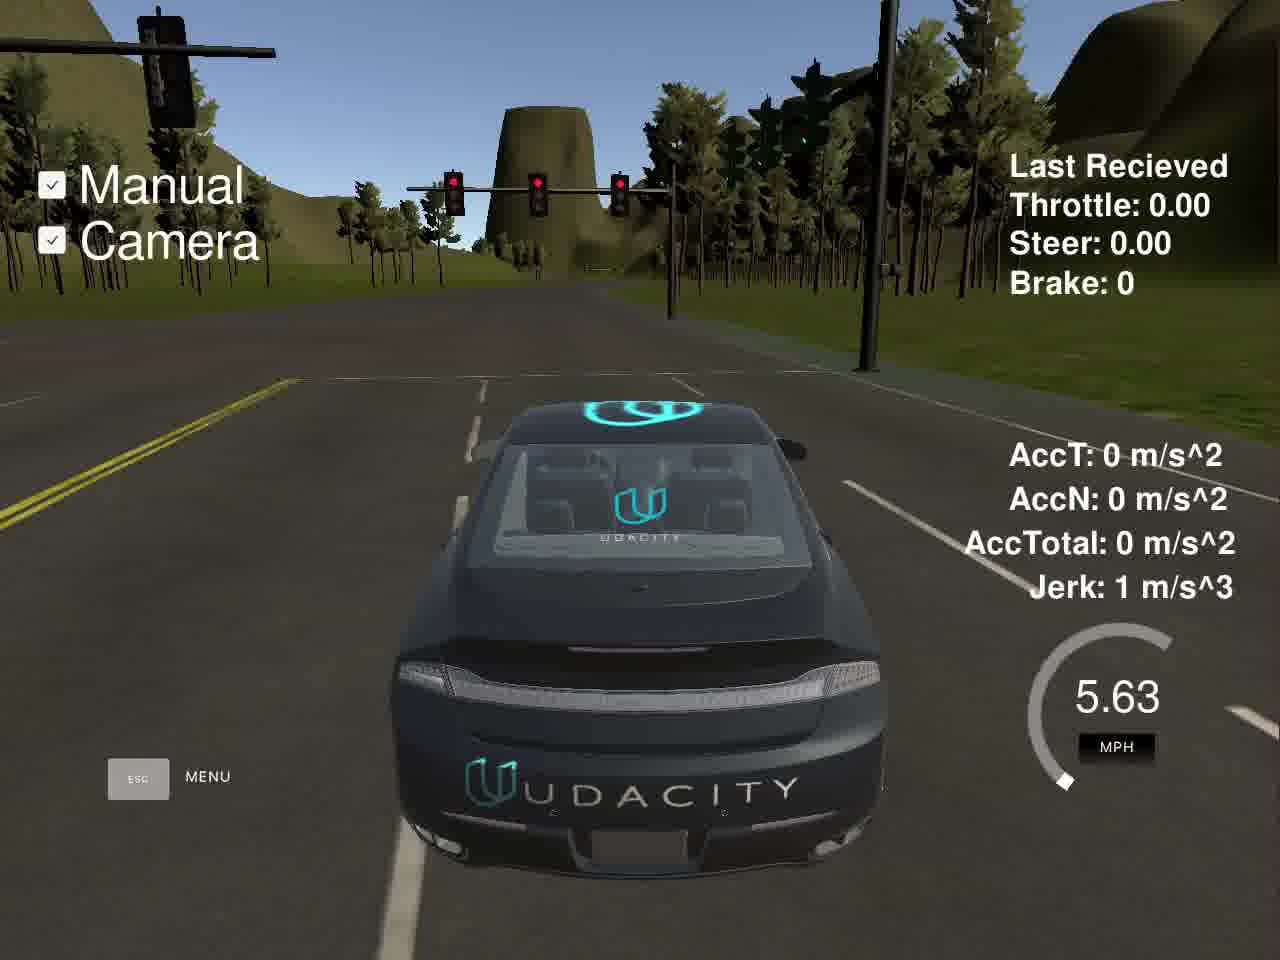 Manual
Camera
Last Recieved
Throttle: 0.00
Steer: 0.00
Brake: 0
AccT: 0 m/s^2
AccN: 0 m/s^2
AccTotal: 0 m/s^2
Jerk: 1 m/s^3
UDACITY
5.63
MPH
ESC
MENU
UDACITY